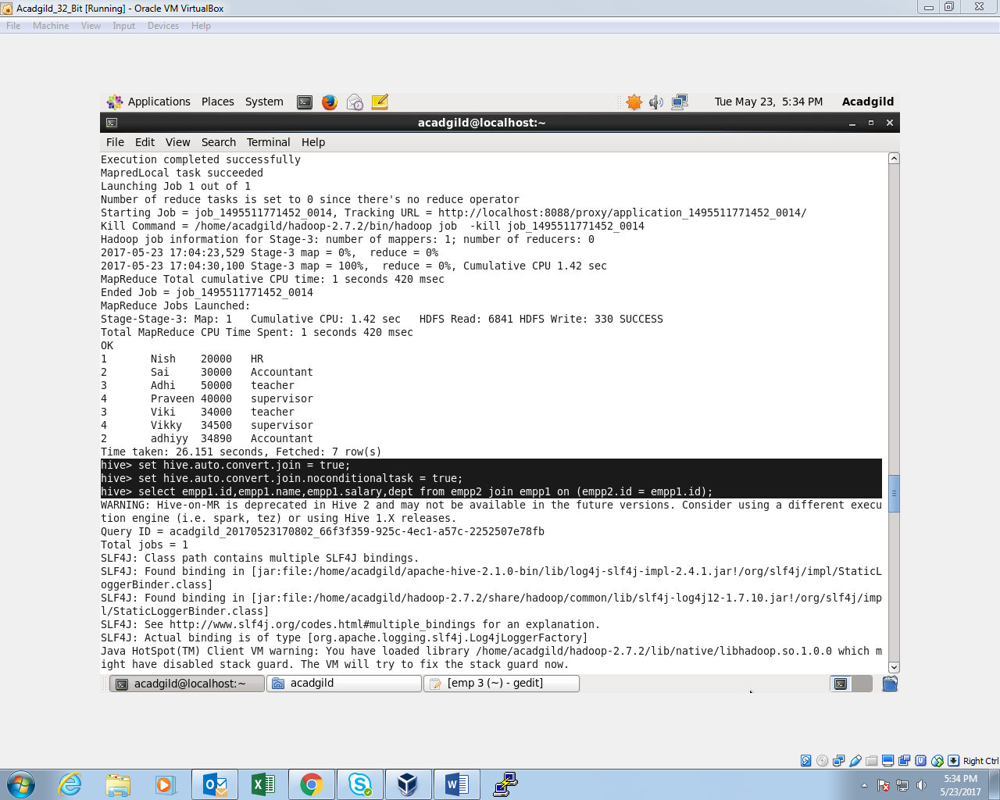 Acadgild_32_Bit [Running] - Oracle VM VirtualBox
File Machine View Input Devices Help
Applications Places System Tue May 23, 5:34 PM Acadgild
acadgild@localhost:~
File Edit View Search Terminal Help
Execution completed successfully
MapredLocal task succeeded
Launching Job 1 out of 1
Number of reduce tasks is set to 0 since there's no reduce operator
Starting Job = job_1495511771452_0014, Tracking URL = http://localhost:8088/proxy/application_1495511771452_0014/
Kill Command = /home/acadgild/hadoop-2.7.2/bin/hadoop job  -kill job_1495511771452_0014
Hadoop job information for Stage-3: number of mappers: 1; number of reducers: 0
2017-05-23 17:04:23,529 Stage-3 map = 0%,  reduce = 0%
2017-05-23 17:04:30,100 Stage-3 map = 100%,  reduce = 0%, Cumulative CPU 1.42 sec
MapReduce Total cumulative CPU time: 1 seconds 420 msec
Ended Job = job_1495511771452_0014
MapReduce Jobs Launched:
Stage-Stage-3: Map: 1   Cumulative CPU: 1.42 sec   HDFS Read: 6841 HDFS Write: 330 SUCCESS
Total MapReduce CPU Time Spent: 1 seconds 420 msec
OK
1       Nish    20000   HR
2       Sai     30000   Accountant
3       Adhi    50000   teacher
4       Praveen 40000   supervisor
3       Viki    34000   teacher
4       Vikky   34500   supervisor
2       adhiyy  34890   Accountant
Time taken: 26.151 seconds, Fetched: 7 row(s)
hive> set hive.auto.convert.join = true;
hive> set hive.auto.convert.join.noconditionaltask = true;
hive> select empp1.id,empp1.name,empp1.salary,dept from empp2 join empp1 on (empp2.id = empp1.id);
WARNING: Hive-on-MR is deprecated in Hive 2 and may not be available in the future versions. Consider using a different execu
tion engine (i.e. spark, tez) or using Hive 1.X releases.
Query ID = acadgild_20170523170802_66f3f359-925c-4ec1-a57c-2252507e78fb
Total jobs = 1
SLF4J: Class path contains multiple SLF4J bindings.
SLF4J: Found binding in [jar:file:/home/acadgild/apache-hive-2.1.0-bin/lib/log4j-slf4j-impl-2.4.1.jar!/org/slf4j/impl/StaticL
oggerBinder.class]
SLF4J: Found binding in [jar:file:/home/acadgild/hadoop-2.7.2/share/hadoop/common/lib/slf4j-log4j12-1.7.10.jar!/org/slf4j/imp
l/StaticLoggerBinder.class]
SLF4J: See http://www.slf4j.org/codes.html#multiple_bindings for an explanation.
SLF4J: Actual binding is of type [org.apache.logging.slf4j.Log4jLoggerFactory]
Java HotSpot(TM) Client VM warning: You have loaded library /home/acadgild/hadoop-2.7.2/lib/native/libhadoop.so.1.0.0 which m
ight have disabled stack guard. The VM will try to fix the stack guard now.
acadgild@localhost:~ acadgild [emp 3 (~) - gedit]
Right Ctrl
5:34 PM
5/23/2017